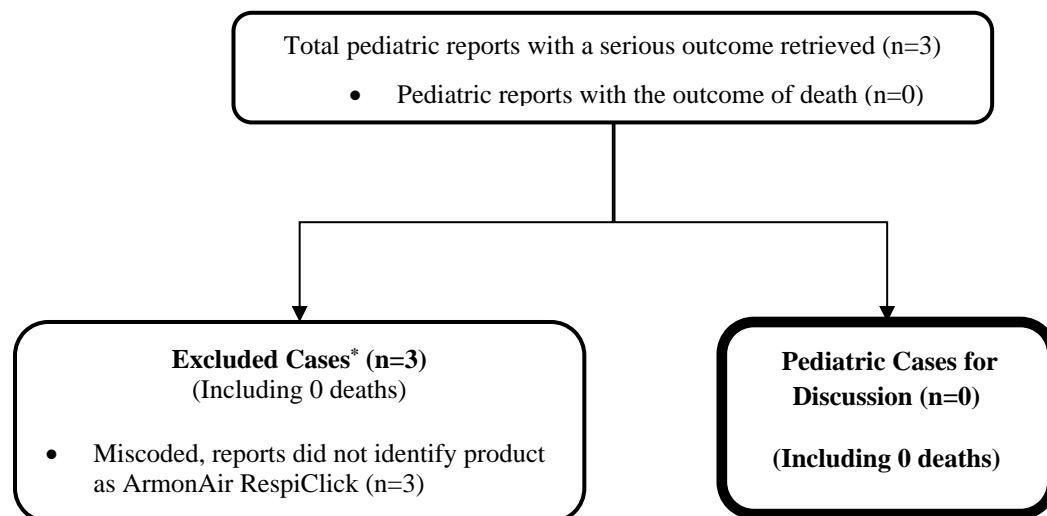 Total pediatric reports with a serious outcome retrieved (n=3)
• Pediatric reports with the outcome of death (n=0)
Excluded Cases* (n=3)
(Including 0 deaths)
• Miscoded, reports did not identify product
as ArmonAir RespiClick (n=3)
Pediatric Cases for
Discussion (n=0)
(Including 0 deaths)